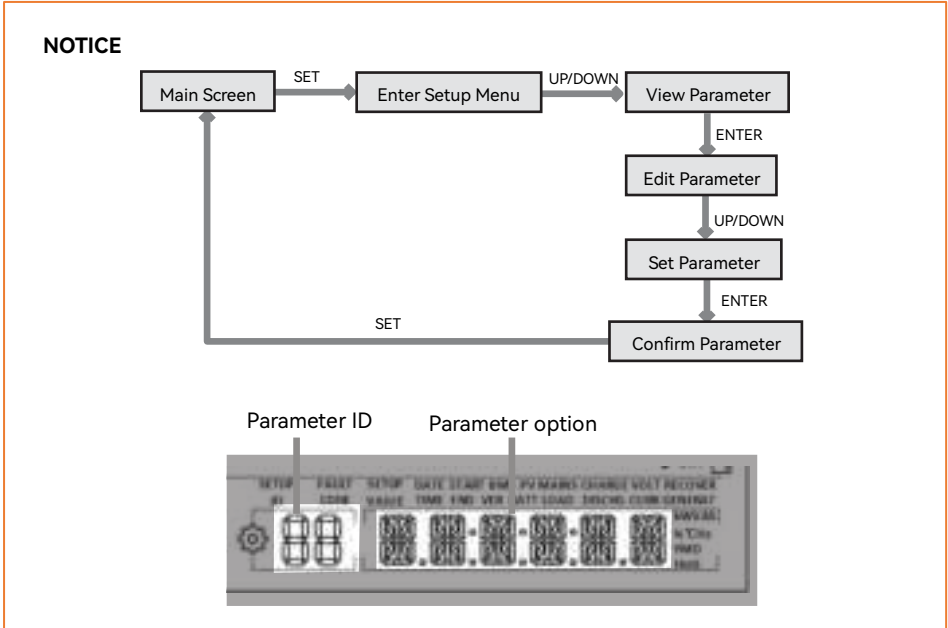 NOTICE
Main Screen
SET
Enter Setup Menu
UP/DOWN
View Parameter
ENTER
Edit Parameter
UP/DOWN
Set Parameter
ENTER
Confirm Parameter
SET
Parameter ID
Parameter option
SETUP FAULT SETUP DATE START PV MAINS CHARGE VOLT RECOVER
ID CODE VALUE TIME END VER BATT LOAD DISCHG CURR GENERAT